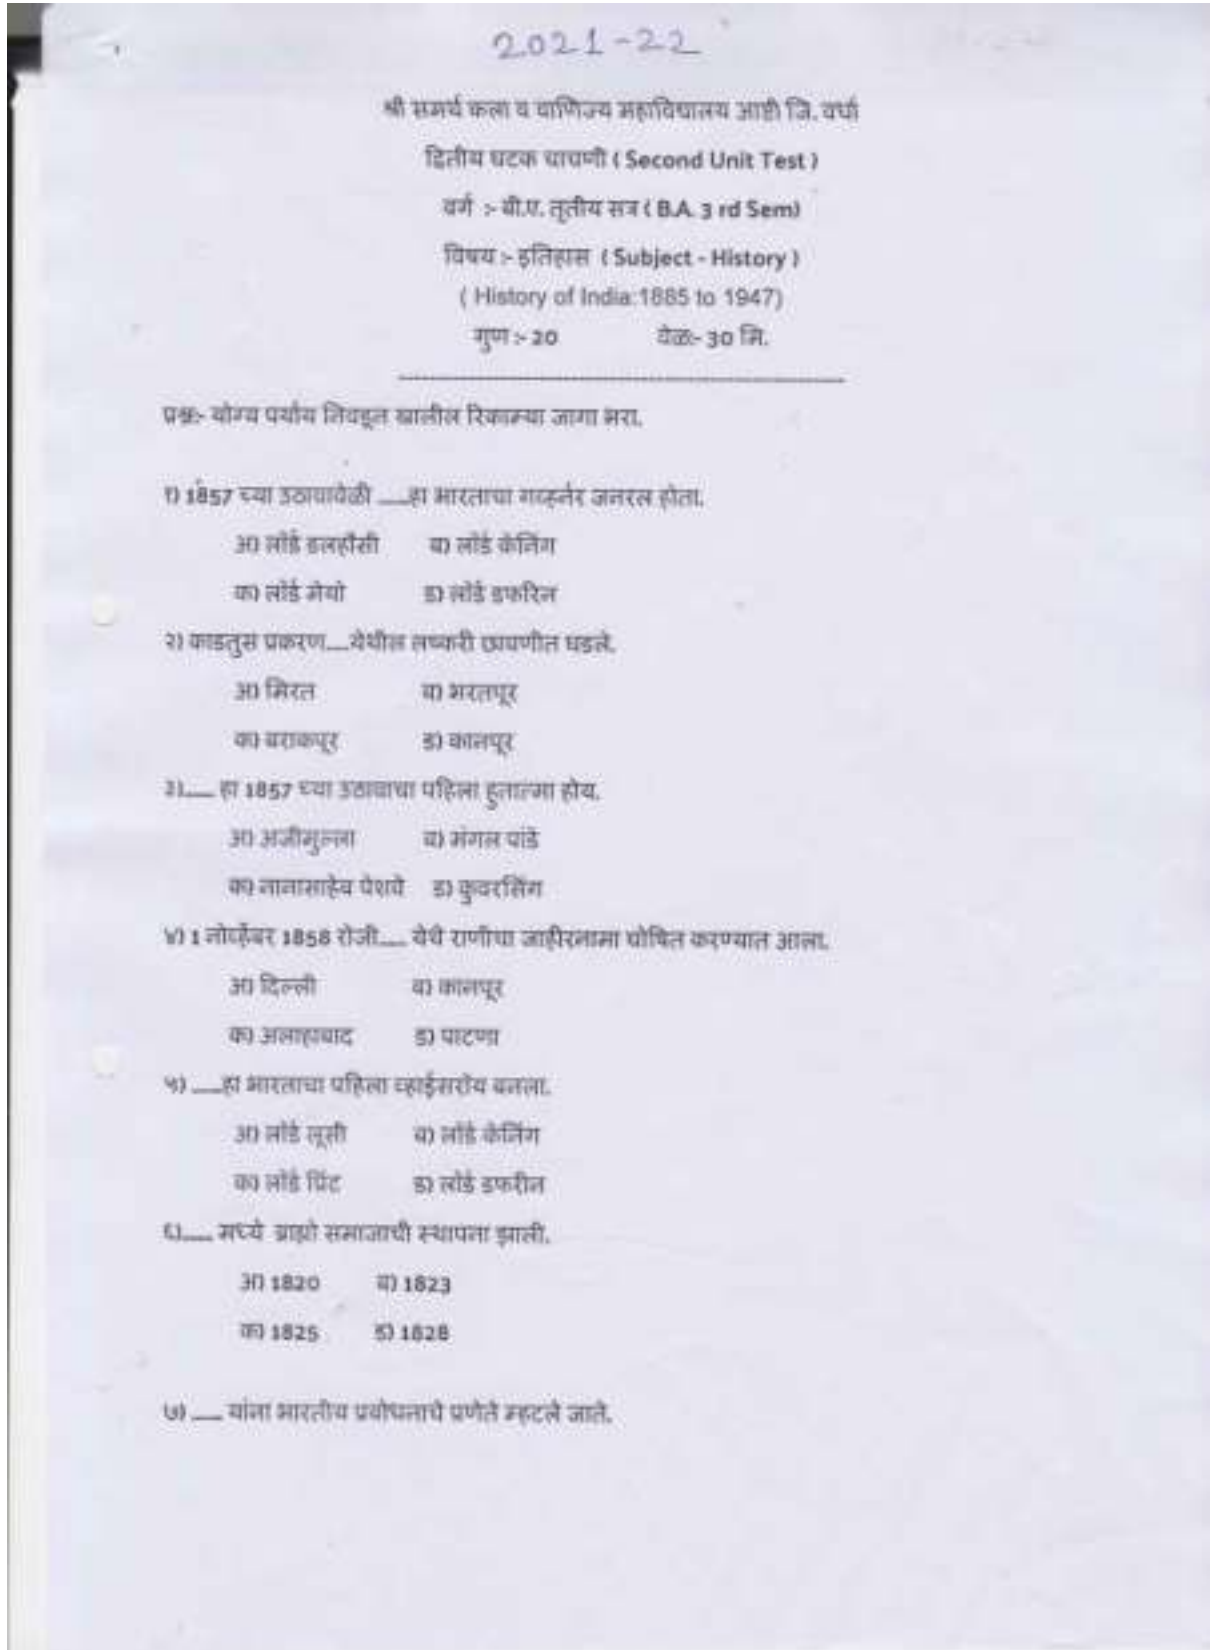 2021-22
श्री समर्थ कला व वाणिज्य महाविद्यालय आष्टी जि. वर्धा
द्वितीय घटक चाचणी ( Second Unit Test )
वर्ग :- बी.ए. तृतीय सत्र ( B.A. 3 rd Sem)
विषय :- इतिहास ( Subject - History )
( History of India:1885 to 1947)
गुण :- 20 वेळ:- 30 मि.
प्रश्न:- योग्य पर्याय निवडून खालील रिकाम्या जागा भरा.
१) 1857 च्या उठावावेळी ___हा भारताचा गव्हर्नर जनरल होता.
अ) लॉर्ड डलहौसी ब) लॉर्ड केनिंग
क) लॉर्ड मेयो ड) लॉर्ड डफरिन
२) काडतुस प्रकरण___येथील लष्करी छावणीत घडले.
अ) मिरत ब) भरतपूर
क) बराकपूर ड) कानपूर
३)___ हा 1857 च्या उठावाचा पहिला हुतात्मा होय.
अ) अजीमुल्ला ब) मंगल पांडे
क) नानासाहेब पेशवे ड) कुवरसिंग
४) 1 नोव्हेंबर 1858 रोजी___ येथे राणीचा जाहीरनामा घोषित करण्यात आला.
अ) दिल्ली ब) कानपूर
क) अलाहाबाद ड) पाटणा
५) ___हा भारताचा पहिला व्हाईसरॉय बनला.
अ) लॉर्ड लूसी ब) लॉर्ड केनिंग
क) लॉर्ड प्रिंट ड) लॉर्ड डफरीन
६)___ मध्ये ब्राह्मो समाजाची स्थापना झाली.
अ) 1820 ब) 1823
क) 1825 ड) 1828
७) ___ यांना भारतीय प्रबोधनाचे प्रणेते म्हटले जाते.